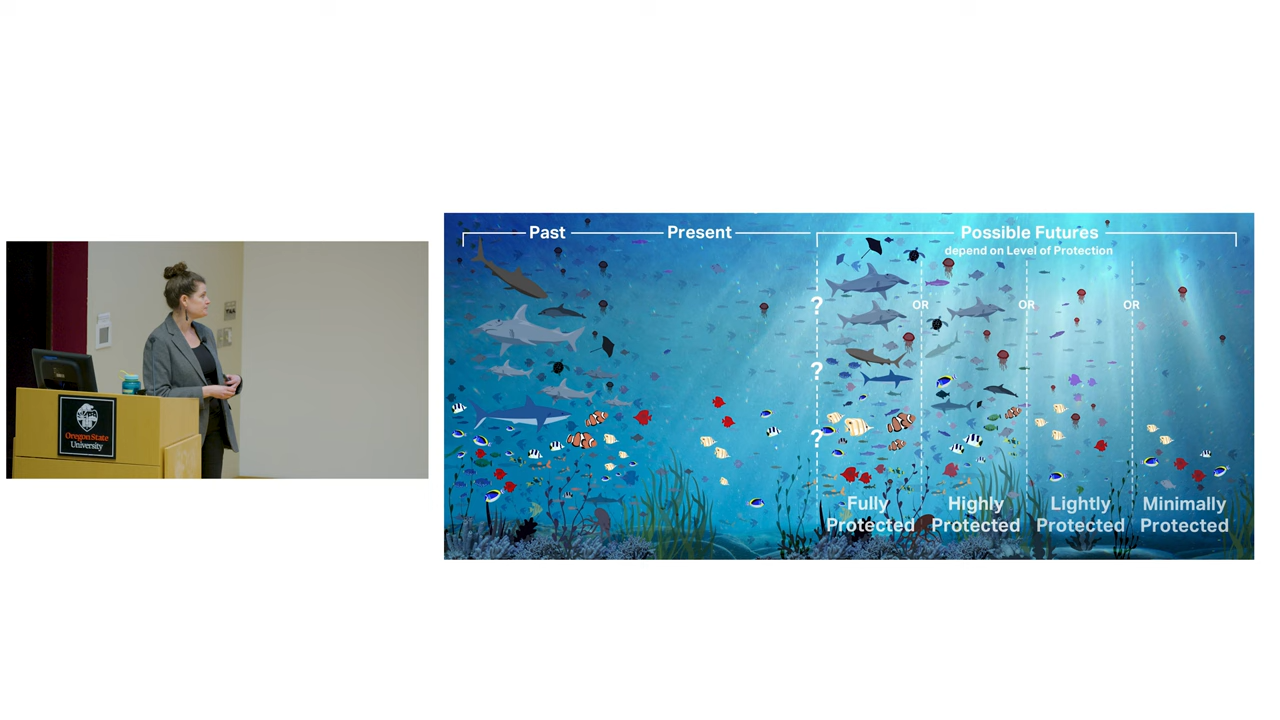 Oregon State
University
Past
Present
Possible Futures
depend on Level of Protection
?
OR
OR
OR
?
?
Fully
Protected
Highly
Protected
Lightly
Protected
Minimally
Protected